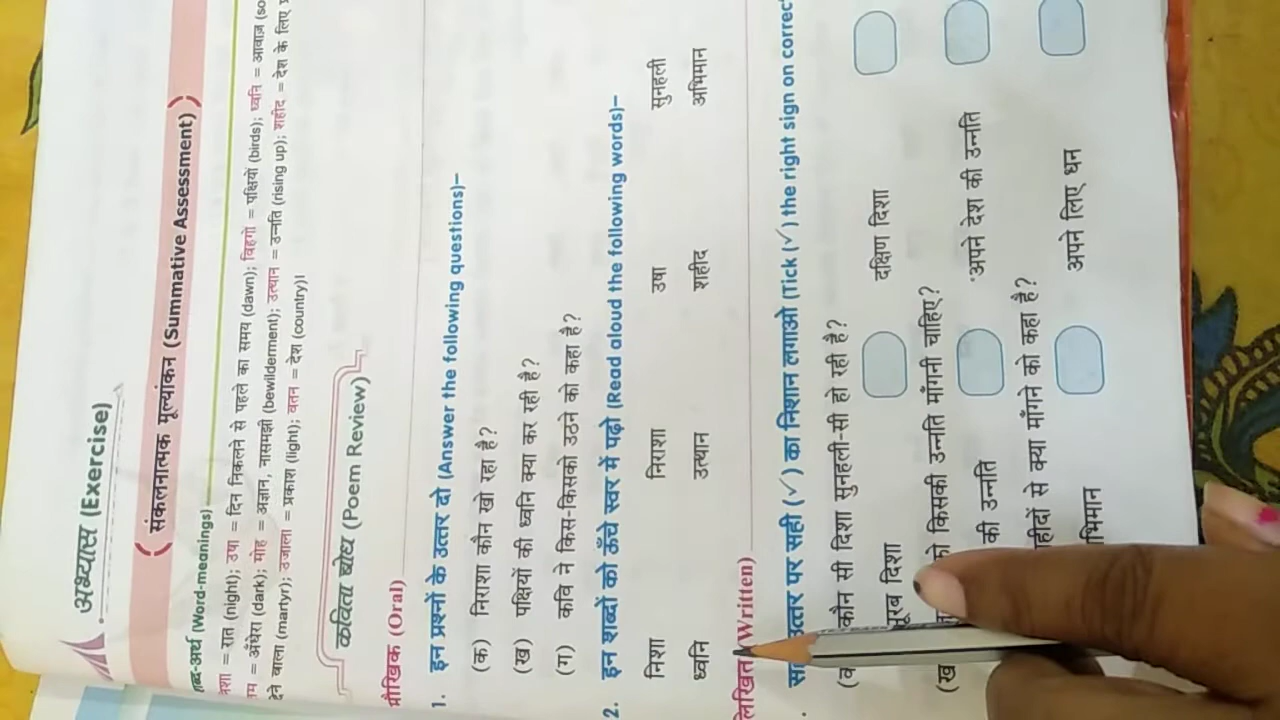 अभ्यास (Exercise)
संकलनात्मक मूल्यांकन (Summative Assessment)
शब्द-अर्थ (Word-meanings)
= रात (night); उषा = दिन निकलने से पहले का समय (dawn); विहगों = पक्षियों (birds); ध्वनि = आवाज़
= अँधेरा (dark); मोह = अज्ञान, नासमझी (bewilderment); उत्थान = उन्नति (rising up); शहीद = देश के लिए
देने वाला (martyr); उजाला = प्रकाश (light); वतन = देश (country)।
कविता बोध (Poem Review)
मौखिक (Oral)
1. इन प्रश्नों के उत्तर दो (Answer the following questions)–
(क) निराशा कौन खो रहा है?
(ख) पक्षियों की ध्वनि क्या कर रही है?
(ग) कवि ने किस-किसको उठने को कहा है?
2. इन शब्दों को ऊँचे स्वर में पढ़ो (Read aloud the following words)–
निशा निराशा उषा सुनहली
ध्वनि उत्थान शहीद अभिमान
लिखित (Written)
उत्तर पर सही (✓) का निशान लगाओ (Tick (✓) the right sign on correct
कौन सी दिशा सुनहली-सी हो रही है?
पूरब दिशा दक्षिण दिशा
(ख को किसकी उन्नति माँगनी चाहिए?
की उन्नति अपने देश की उन्नति
शहीदों से क्या माँगने को कहा है?
अभिमान अपने लिए धन